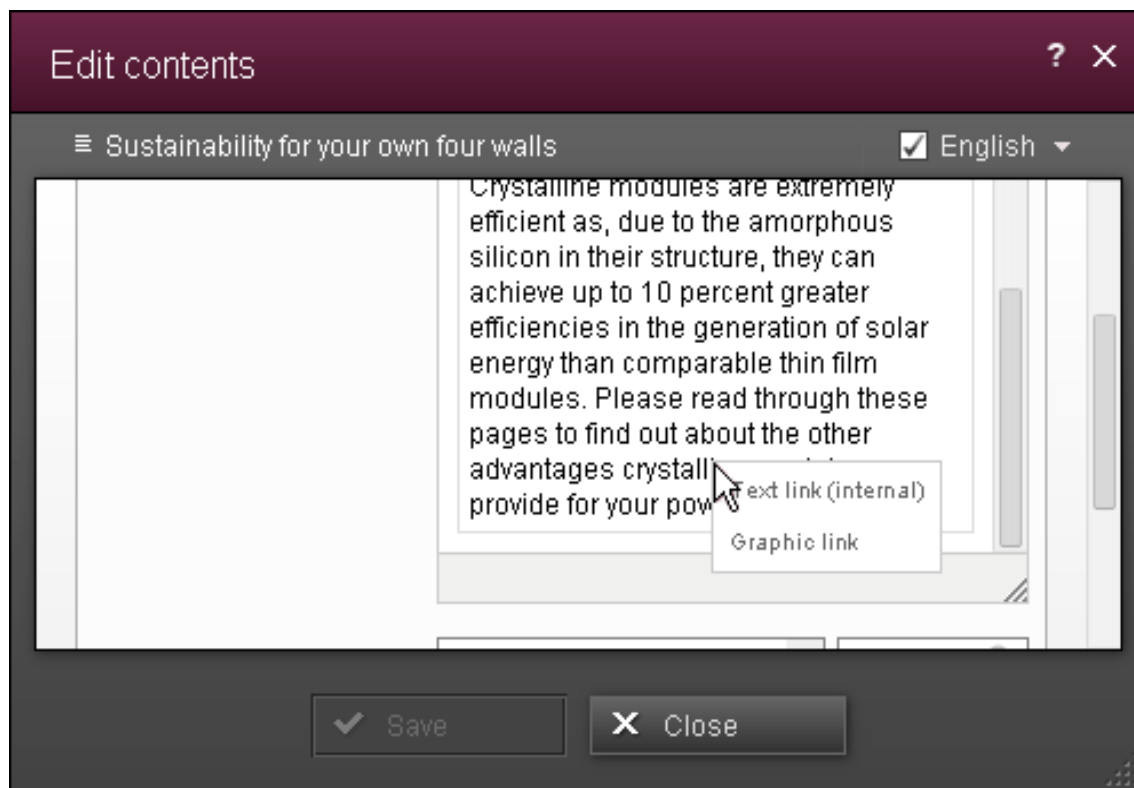 Edit contents
?
Sustainability for your own four walls
English
Crystalline modules are extremely
efficient as, due to the amorphous
silicon in their structure, they can
achieve up to 10 percent greater
efficiencies in the generation of solar
energy than comparable thin film
modules. Please read through these
pages to find out about the other
advantages
provide for your
Text link (internal)
Graphic link
Save
Close